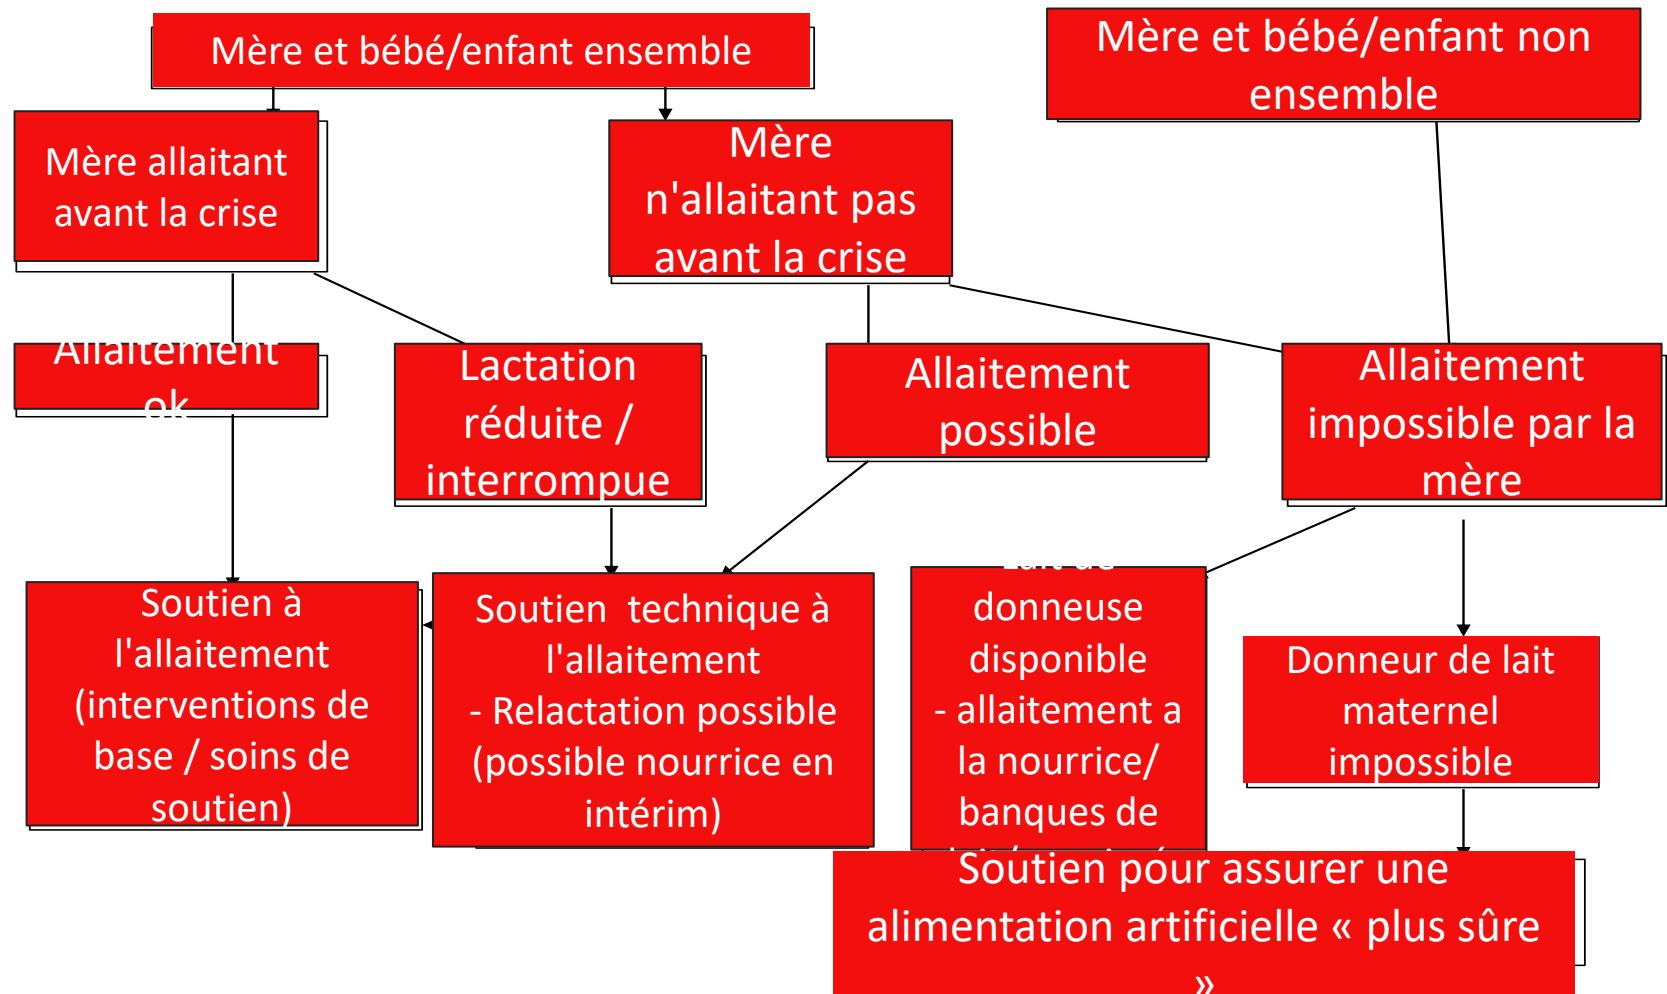 Mère et bébé/enfant ensemble
Mère et bébé/enfant non
ensemble
Mère allaitant
avant la crise
Mère
n'allaitant pas
avant la crise
Allaitement
ok
Lactation
réduite /
interrompue
Allaitement
possible
Allaitement
impossible par la
mère
Soutien à
l'allaitement
(interventions de
base / soins de
soutien)
Soutien technique à
l'allaitement
- Relactation possible
(possible nourrice en
intérim)
Lait de
donneuse
disponible
- allaitement a
la nourrice/
banques de
Donneur de lait
maternel
impossible
Soutien pour assurer une
alimentation artificielle « plus sûre
»